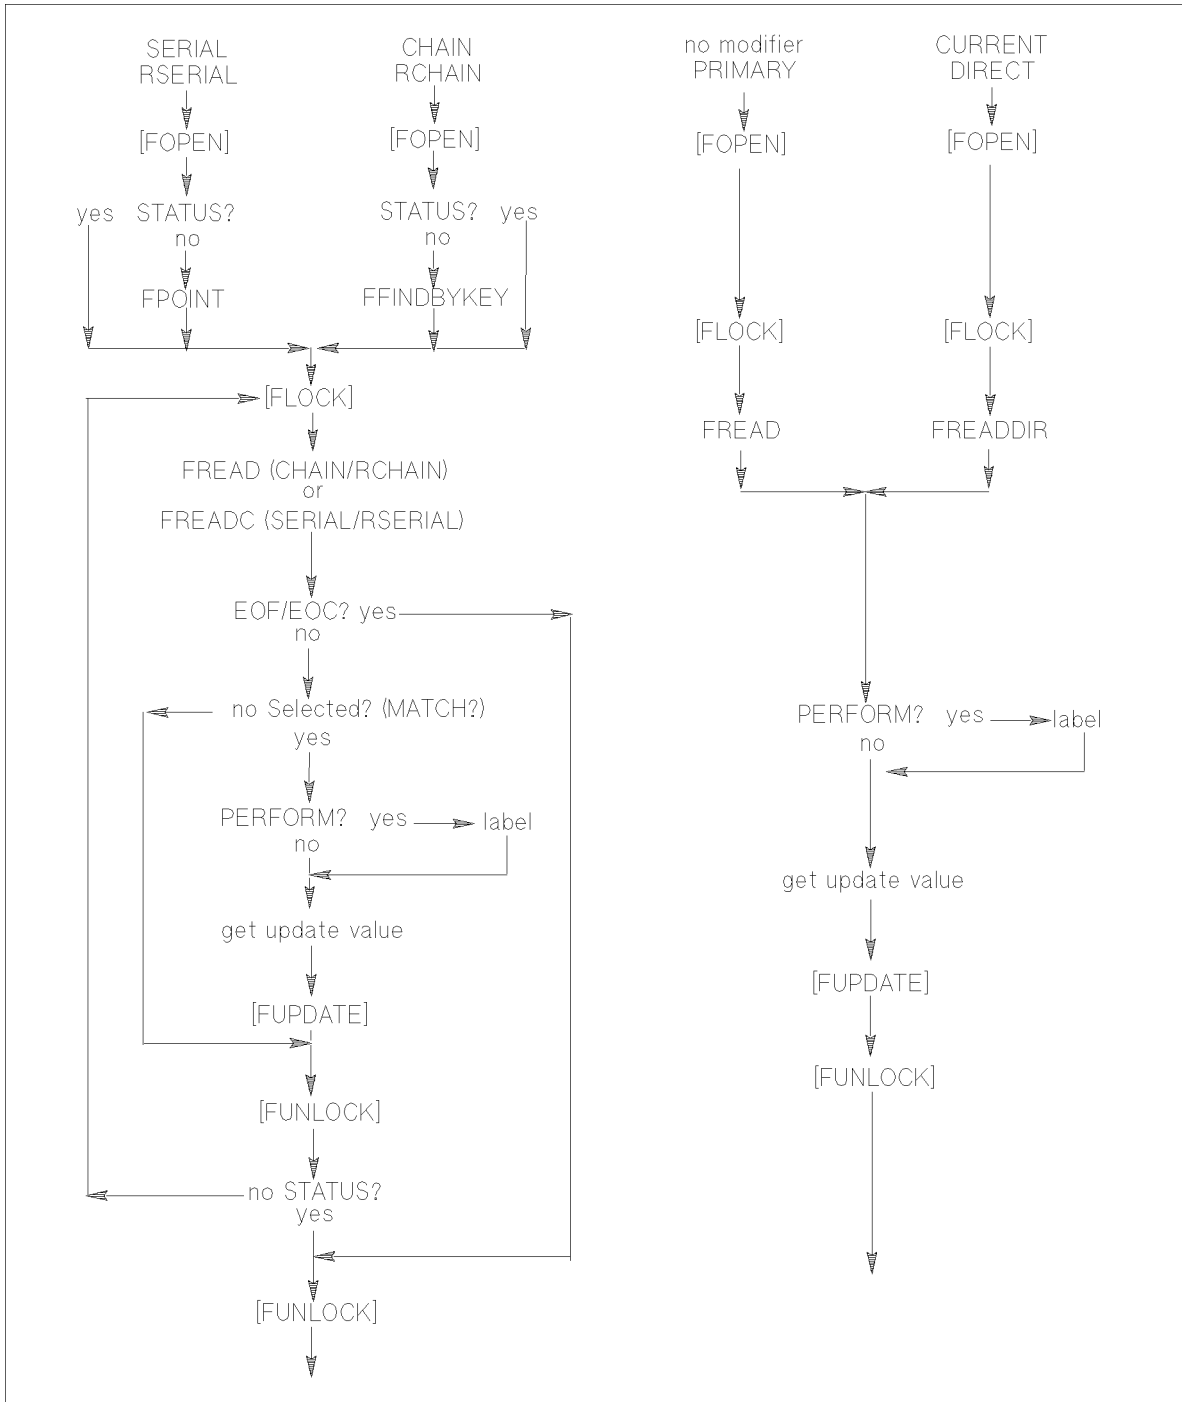 SERIAL
RSERIAL
CHAIN
RCHAIN
no modifier
PRIMARY
CURRENT
DIRECT
[FOPEN]
[FOPEN]
[FOPEN]
[FOPEN]
yes STATUS?
no
STATUS? yes
no
FPOINT
FFINDBYKEY
[FLOCK]
[FLOCK]
[FLOCK]
FREAD
FREADDIR
FREAD (CHAIN/RCHAIN)
or
FREADC (SERIAL/RSERIAL)
EOF/EOC? yes
no
no Selected? (MATCH?)
yes
PERFORM? yes label
no
PERFORM? yes label
no
get update value
get update value
[FUPDATE]
[FUPDATE]
[FUNLOCK]
[FUNLOCK]
no STATUS?
yes
[FUNLOCK]